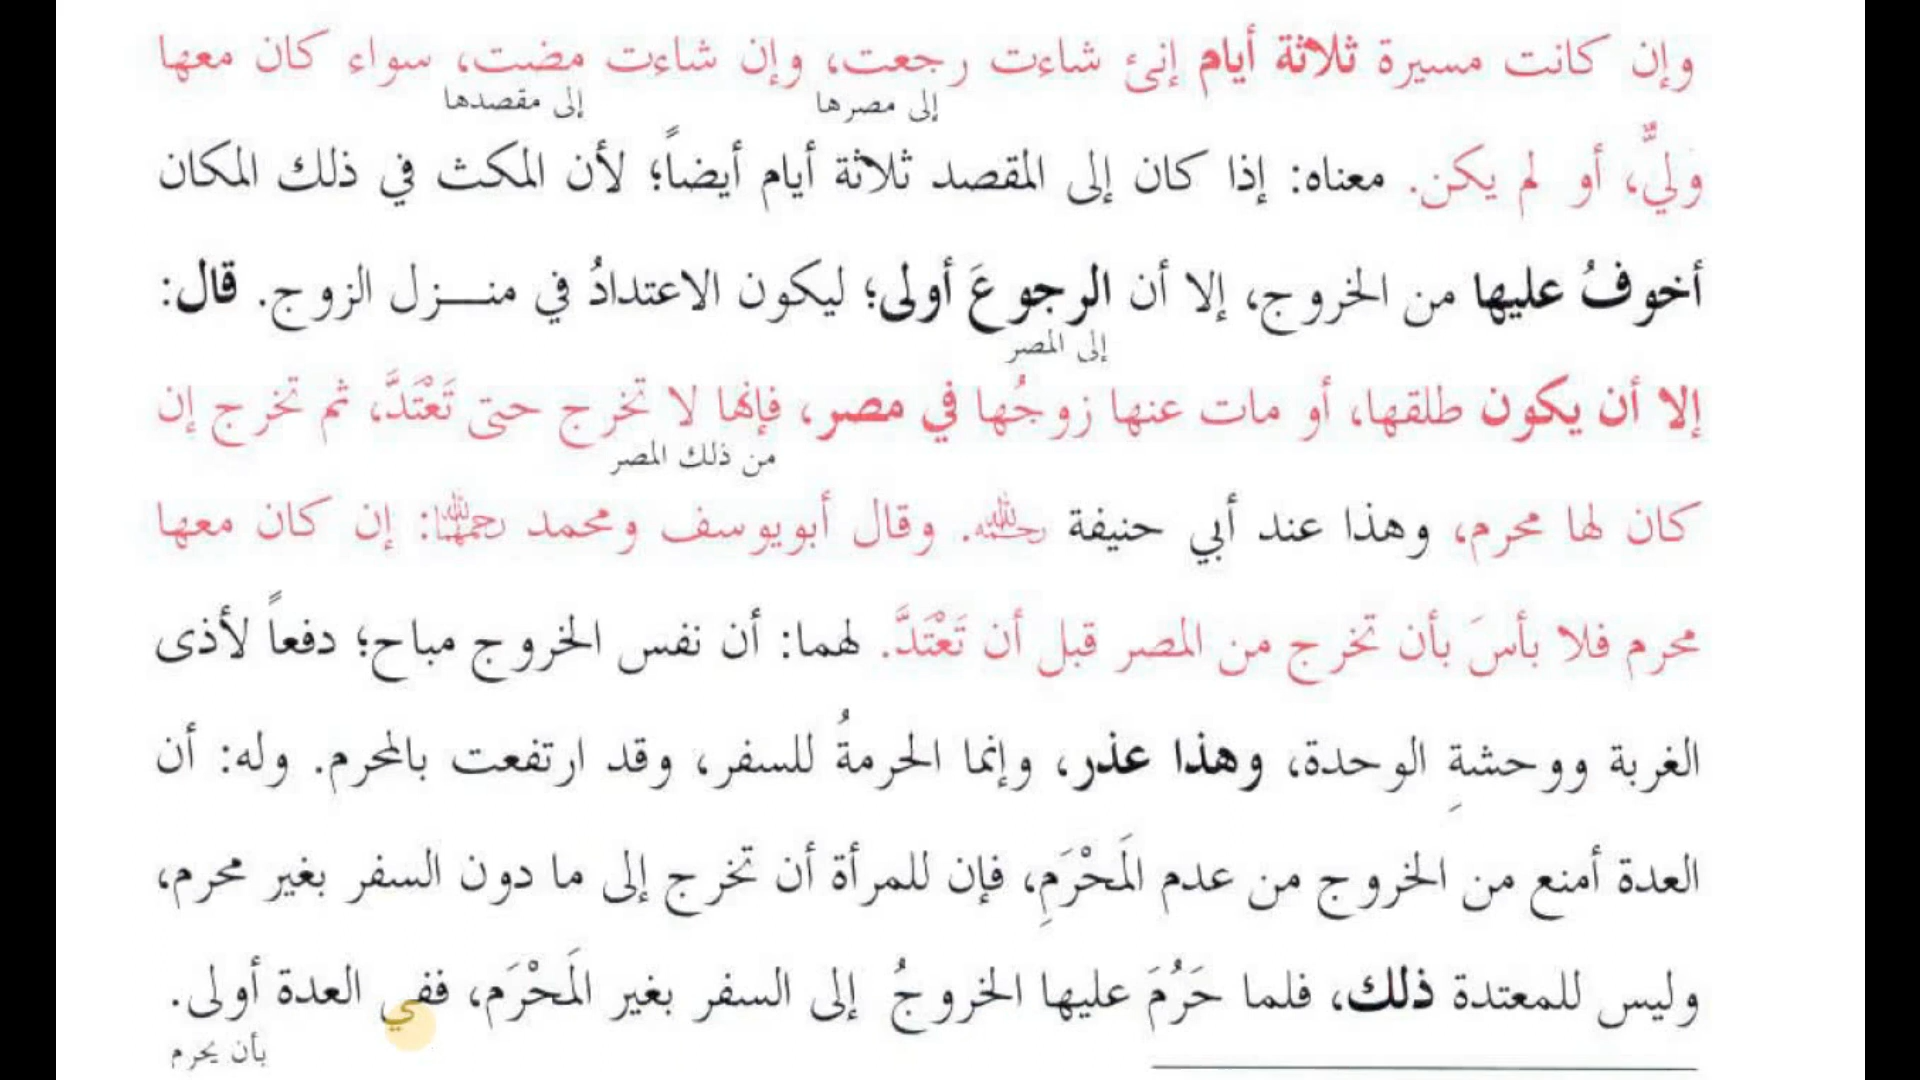 وإن كانت مسيرة ثلاثة أيام إنئ شاءت رجعت، وإن شاءت مضت، سواء كان معها
إلى مصرها إلى مقصدها
وليٌّ، أو لم يكن. معناه: إذا كان إلى المقصد ثلاثة أيام أيضاً؛ لأن المكث في ذلك المكان
أخوفُ عليها من الخروج، إلا أن الرجوعَ أولى؛ ليكون الاعتدادُ في منـزل الزوج. قال:
إلى المصر
إلا أن يكون طلقها، أو مات عنها زوجُها في مصر، فإنها لا تخرج حتى تَعْتَدَّ، ثم تخرج إن
من ذلك المصر
كان لها محرم، وهذا عند أبي حنيفة رحمه الله. وقال أبويوسف ومحمد رحمهما الله: إن كان معها
محرم فلا بأسَ بأن تخرج من المصر قبل أن تَعْتَدَّ. لهما: أن نفس الخروج مباح؛ دفعاً لأذى
الغربة ووحشةِ الوحدة، وهذا عذر، وإنما الحرمةُ للسفر، وقد ارتفعت بالمحرم. وله: أن
العدة أمنع من الخروج من عدم المَحْرَمِ، فإن للمرأة أن تخرج إلى ما دون السفر بغير محرم،
وليس للمعتدة ذلك، فلما حَرُمَ عليها الخروجُ إلى السفر بغير المَحْرَم، ففي العدة أولى.
بأن يحرم